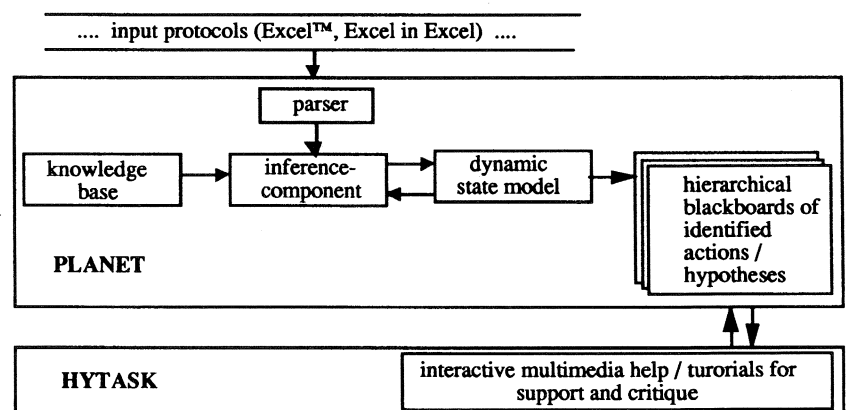 .... input protocols (Excel™, Excel in Excel) ....
parser
knowledge
base
inference-
component
dynamic
state model
hierarchical
blackboards of
identified
actions /
hypotheses
PLANET
HYTASK
interactive multimedia help / turorials for
support and critique